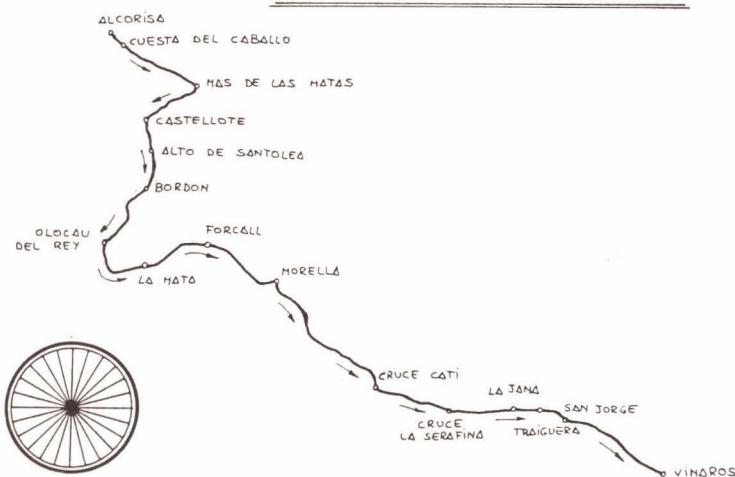 ALCORISA
CUESTA DEL CABALLO
MAS DE LAS MATAS
CASTELLOTE
ALTO DE SANTOLEA
BORDON
OLOCAU
DEL REY
LA MATA
FORCALL
MORELLA
CRUCE CATÍ
CRUCE
LA SERAFINA
LA JANA
TRAIGUERA
SAN JORGE
VINAROS